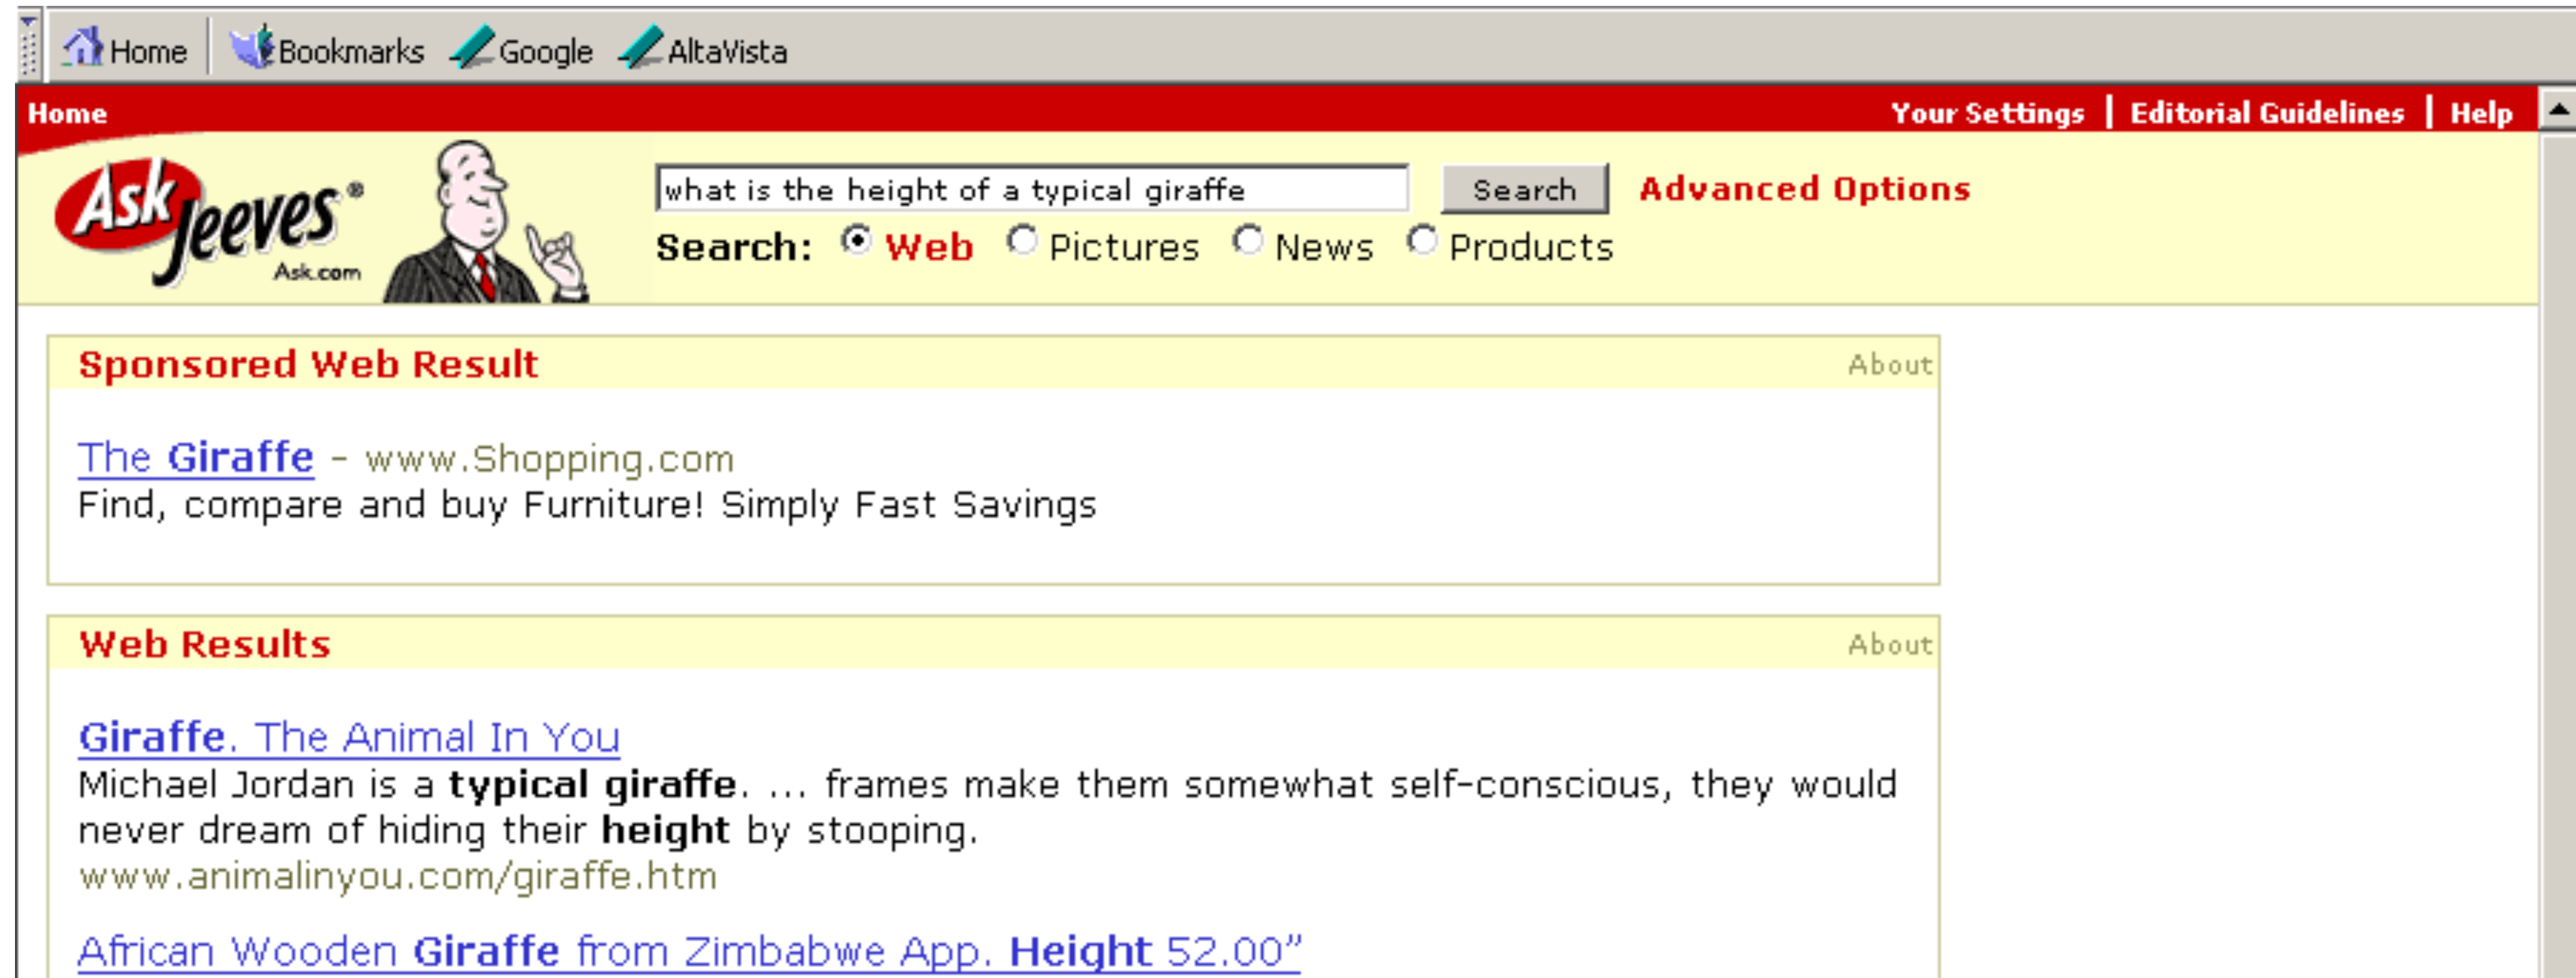 Home Bookmarks Google AltaVista
Home Your Settings | Editorial Guidelines | Help
Ask Jeeves®
Ask.com
what is the height of a typical giraffe Search Advanced Options
Search: Web Pictures News Products
Sponsored Web Result About
The Giraffe - www.Shopping.com
Find, compare and buy Furniture! Simply Fast Savings
Web Results About
Giraffe. The Animal In You
Michael Jordan is a typical giraffe. ... frames make them somewhat self-conscious, they would
never dream of hiding their height by stooping.
www.animalinyou.com/giraffe.htm
African Wooden Giraffe from Zimbabwe App. Height 52.00"